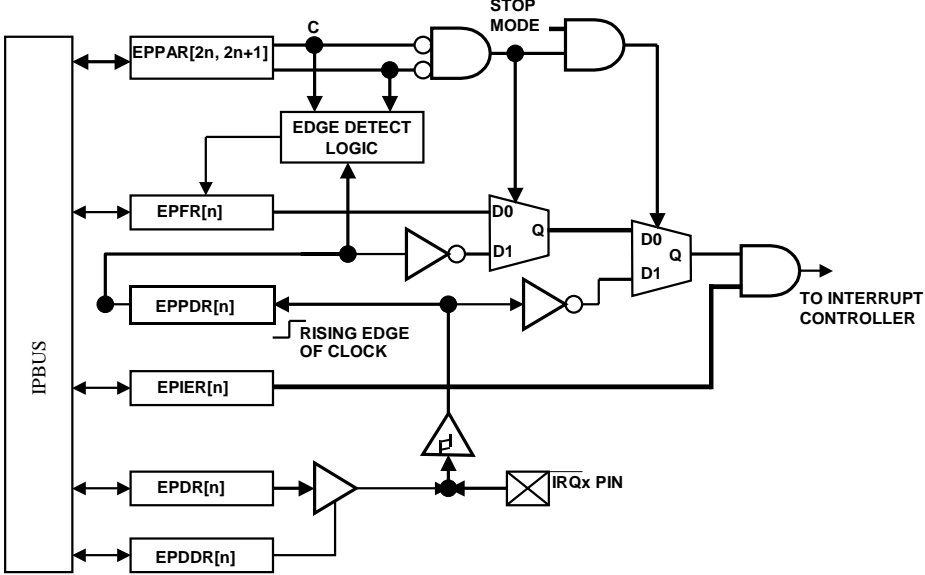 STOP
MODE
C
EPPAR[2n, 2n+1]
EDGE DETECT
LOGIC
EPFR[n]
D0
D1
Q
D0
D1
Q
EPPDR[n]
RISING EDGE
OF CLOCK
TO INTERRUPT
CONTROLLER
IPBUS
EPIER[n]
EPDR[n]
IRQx PIN
EPDDR[n]